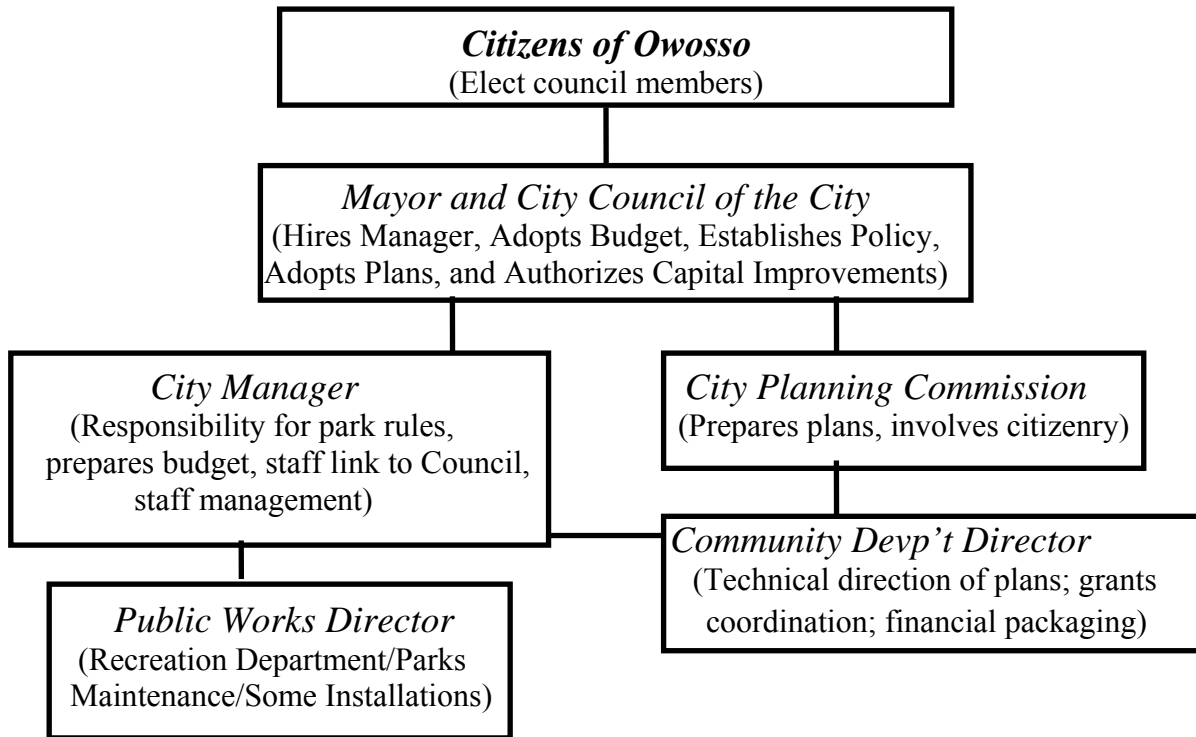 Citizens of Owosso
(Elect council members)
Mayor and City Council of the City
(Hires Manager, Adopts Budget, Establishes Policy,
Adopts Plans, and Authorizes Capital Improvements)
City Manager
(Responsibility for park rules,
prepares budget, staff link to Council,
staff management)
City Planning Commission
(Prepares plans, involves citizenry)
Community Devp’t Director
(Technical direction of plans; grants
coordination; financial packaging)
Public Works Director
(Recreation Department/Parks
Maintenance/Some Installations)